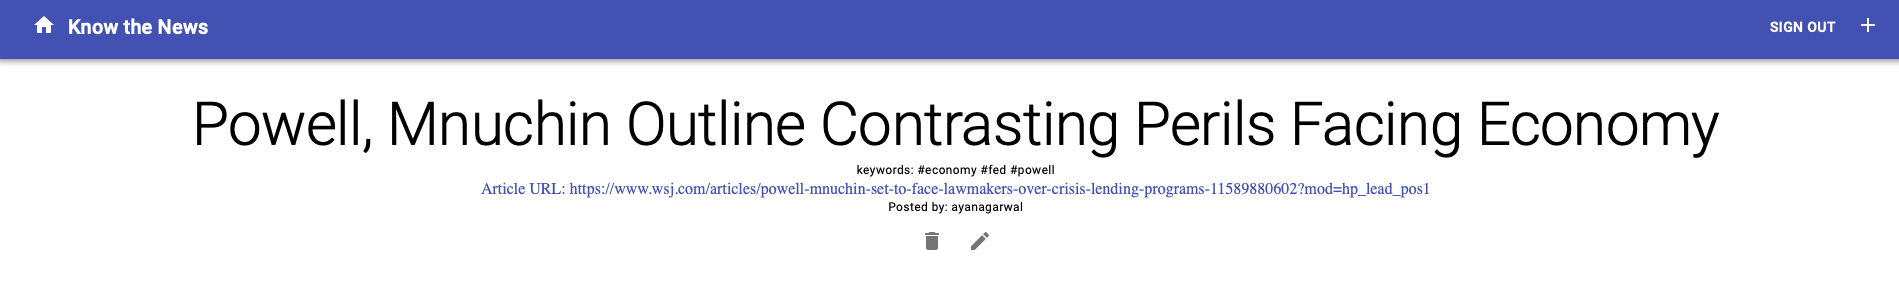 Know the News
SIGN OUT
Powell, Mnuchin Outline Contrasting Perils Facing Economy
keywords: #economy #fed #powell
Article URL: https://www.wsj.com/articles/powell-mnuchin-set-to-face-lawmakers-over-crisis-lending-programs-11589880602?mod=hp_lead_pos1
Posted by: ayanagarwal